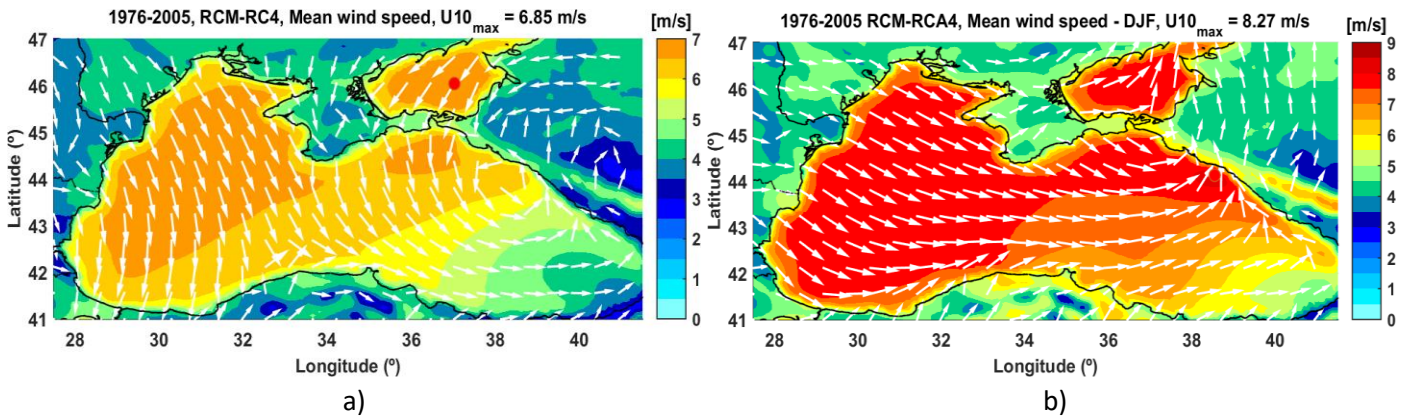 1976-2005, RCM-RC4, Mean wind speed, U10max = 6.85 m/s
[m/s]
47
46
45
44
43
42
41
Latitude (º)
28 30 32 34 36 38 40
Longitude (º)
7
6
5
4
3
2
1
0
a)
1976-2005 RCM-RCA4, Mean wind speed - DJF, U10max = 8.27 m/s
[m/s]
47
46
45
44
43
42
41
Latitude (º)
28 30 32 34 36 38 40
Longitude (º)
9
8
7
6
5
4
3
2
1
0
b)